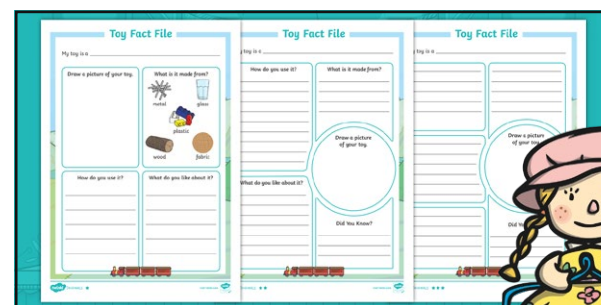 Toy Fact File
My toy is a
Draw a picture of your toy.
What is it made from?
metal
glass
plastic
wood
fabric
How do you use it?
What do you like about it?
Toy Fact File
toy is a
How do you use it?
What is it made from?
Draw a picture
of your toy.
What do you like about it?
Did You Know?
Toy Fact File
toy is a
Draw a picture
of your toy.
Did Yo